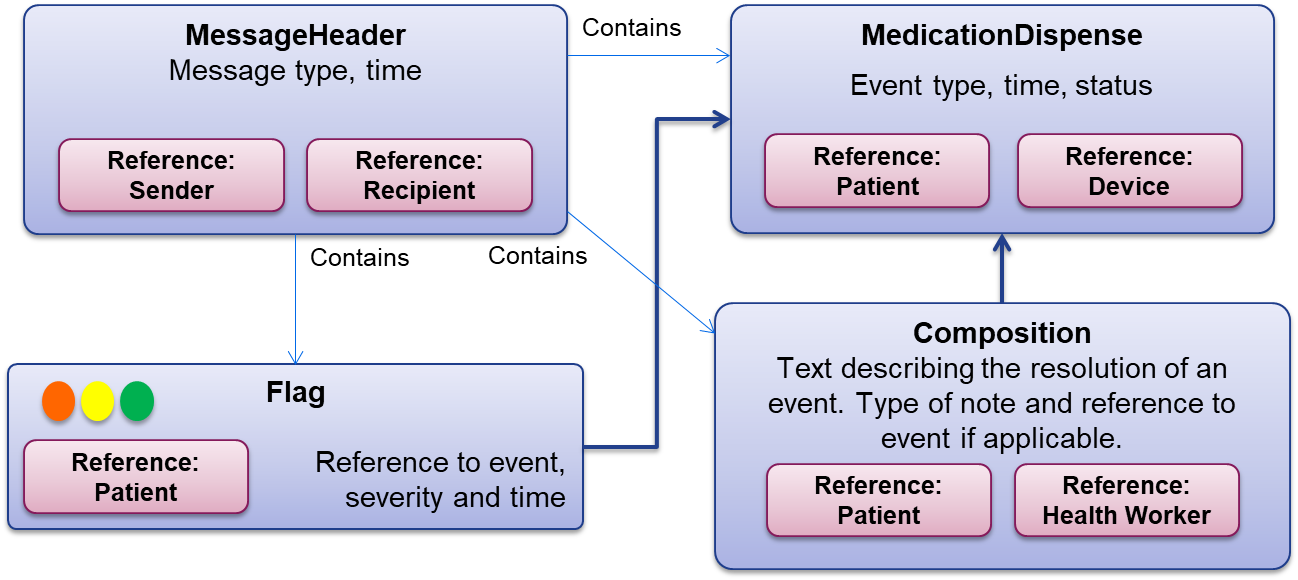 MessageHeader
Message type, time
Reference:
Sender
Reference:
Recipient
Contains
MedicationDispense
Event type, time, status
Reference:
Patient
Reference:
Device
Contains
Contains
Flag
Reference:
Patient
Reference to event,
severity and time
Composition
Text describing the resolution of an
event. Type of note and reference to
event if applicable.
Reference:
Patient
Reference:
Health Worker